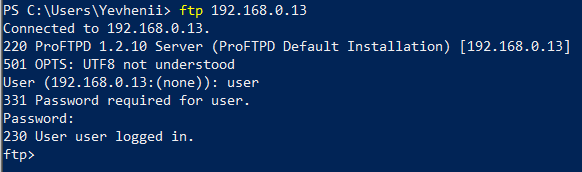 PS C:\Users\Yevhenii> ftp 192.168.0.13
Connected to 192.168.0.13.
220 ProFTPD 1.2.10 Server (ProFTPD Default Installation) [192.168.0.13]
501 OPTS: UTF8 not understood
User (192.168.0.13:(none)): user
331 Password required for user.
Password:
230 User user logged in.
ftp>